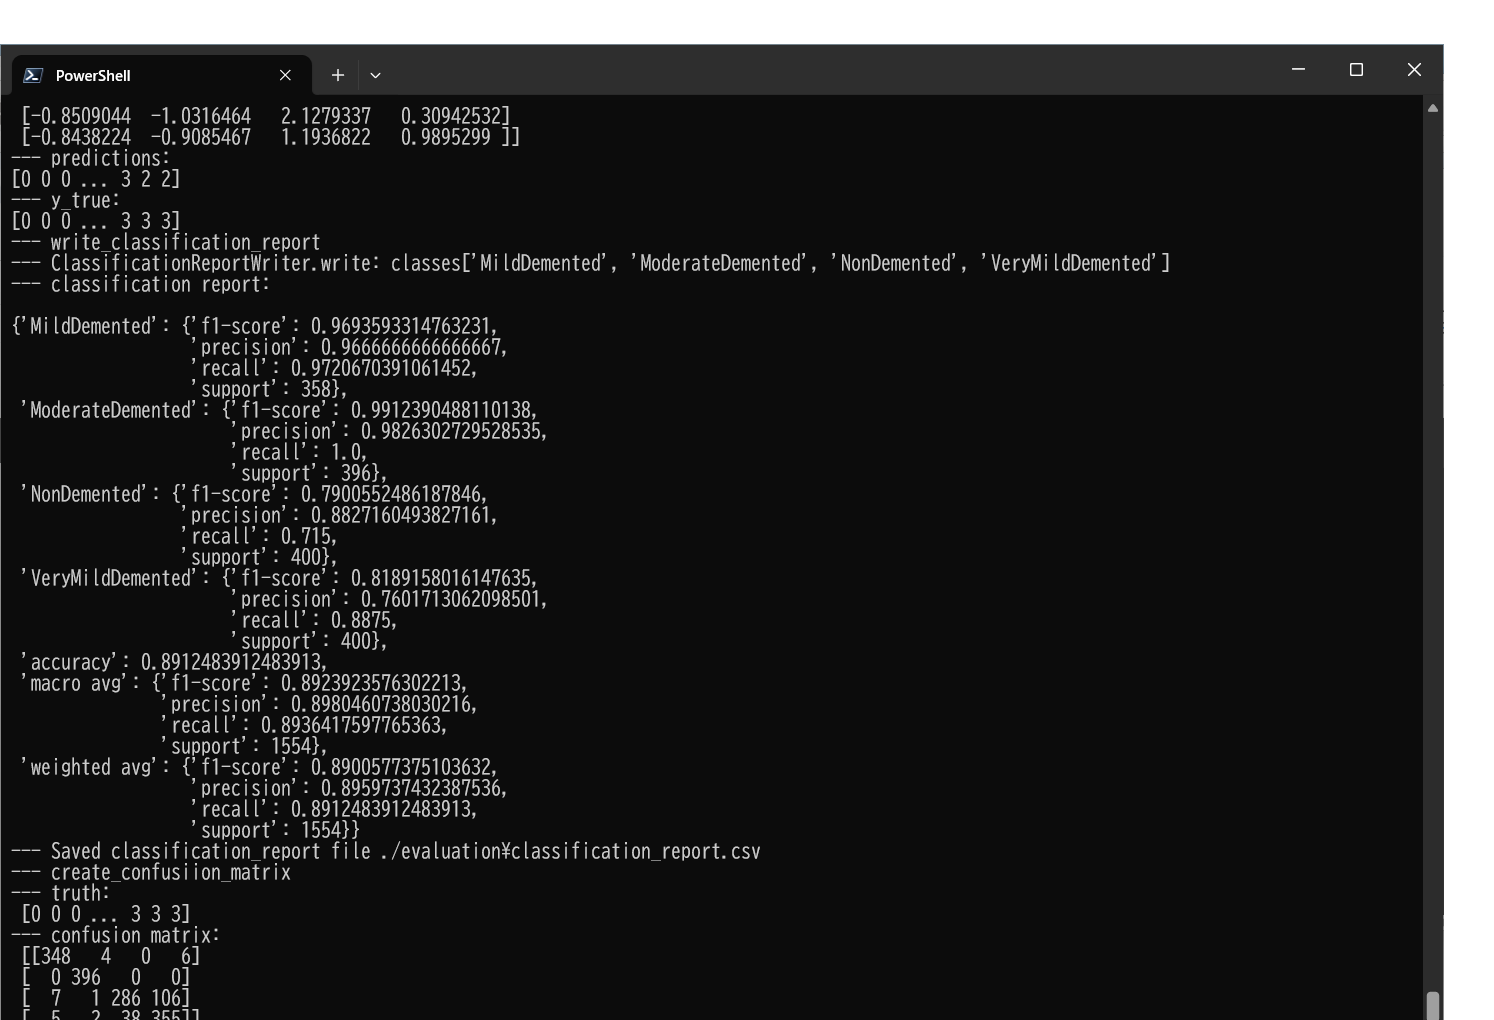 PowerShell
[-0.8509044 -1.0316464 2.1279337 0.30942532]
[-0.8438224 -0.9085467 1.1936822 0.9895299 ]]
--- predictions:
[0 0 0 ... 3 2 2]
--- y_true:
[0 0 0 ... 3 3 3]
--- write_classification_report
--- ClassificationReportWriter.write: classes['MildDemented', 'ModerateDemented', 'NonDemented', 'VeryMildDemented']
--- classification report:
{'MildDemented': {'f1-score': 0.9693593314763231,
'precision': 0.9666666666666667,
'recall': 0.9720670391061452,
'support': 358},
'ModerateDemented': {'f1-score': 0.9912390488110138,
'precision': 0.9826302729528535,
'recall': 1.0,
'support': 396},
'NonDemented': {'f1-score': 0.7900552486187846,
'precision': 0.8827160493827161,
'recall': 0.715,
'support': 400},
'VeryMildDemented': {'f1-score': 0.8189158016147635,
'precision': 0.7601713062098501,
'recall': 0.8875,
'support': 400},
'accuracy': 0.8912483912483913,
'macro avg': {'f1-score': 0.8923923576302213,
'precision': 0.8980460738030216,
'recall': 0.8936417597765363,
'support': 1554},
'weighted avg': {'f1-score': 0.8900577375103632,
'precision': 0.8959737432387536,
'recall': 0.8912483912483913,
'support': 1554}}
--- Saved classification_report file ./evaluation¥classification_report.csv
--- create_confusiion_matrix
--- truth:
[0 0 0 ... 3 3 3]
--- confusion matrix:
[[348 4 0 6]
[ 0 396 0 0]
[ 7 1 286 106]
[ 5 2 38 355]]